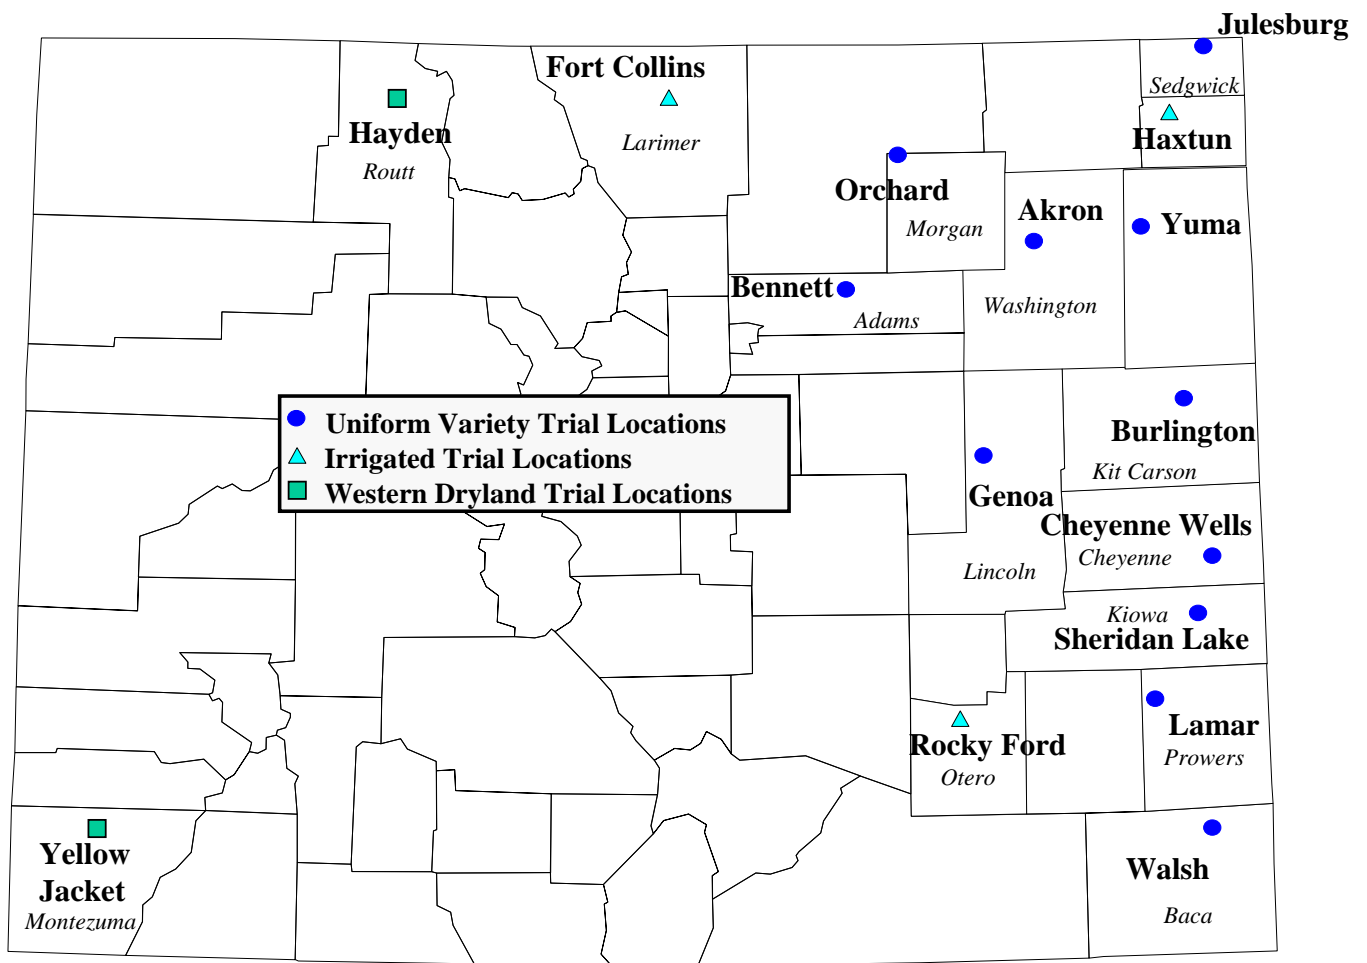 Julesburg
Sedgwick
Fort Collins
Larimer
Haxtun
Hayden
Routt
Orchard
Morgan
Akron
Yuma
Washington
Bennett
Adams
Uniform Variety Trial Locations
Irrigated Trial Locations
Western Dryland Trial Locations
Burlington
Kit Carson
Genoa
Lincoln
Cheyenne Wells
Cheyenne
Kiowa
Sheridan Lake
Lamar
Prowers
Rocky Ford
Otero
Yellow
Jacket
Montezuma
Walsh
Baca